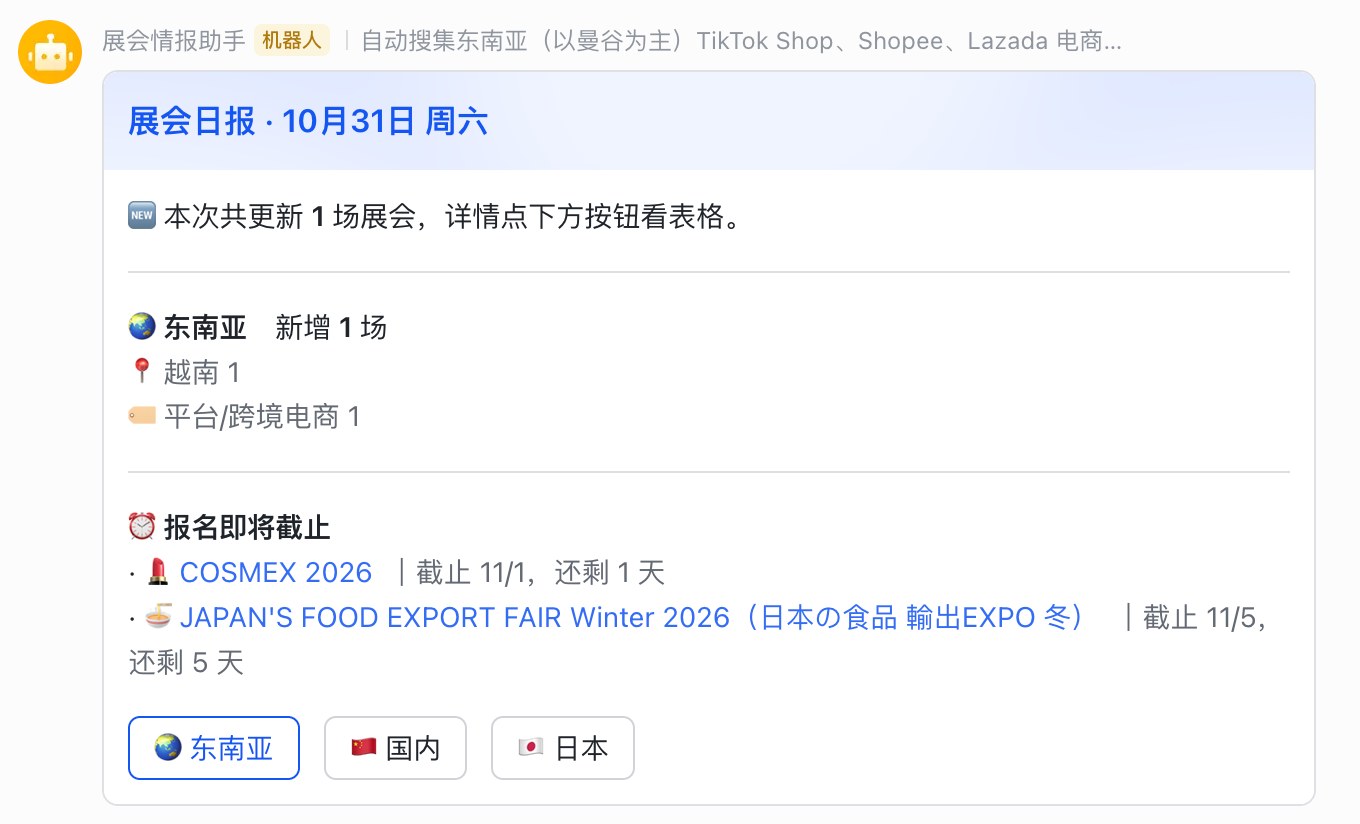 展会情报助手 机器人 | 自动搜集东南亚（以曼谷为主）TikTok Shop、Shopee、Lazada 电商...
展会日报 · 10月31日 周六
🆕 本次共更新 1 场展会，详情点下方按钮看表格。
🌏 东南亚 新增 1 场
📍 越南 1
🏷️ 平台/跨境电商 1
⏰ 报名即将截止
· 💄 COSMEX 2026 ｜截止 11/1，还剩 1 天
· 🍜 JAPAN'S FOOD EXPORT FAIR Winter 2026（日本の食品 輸出EXPO 冬） ｜截止 11/5，
还剩 5 天
🌏 东南亚 🇨🇳 国内 🇯🇵 日本